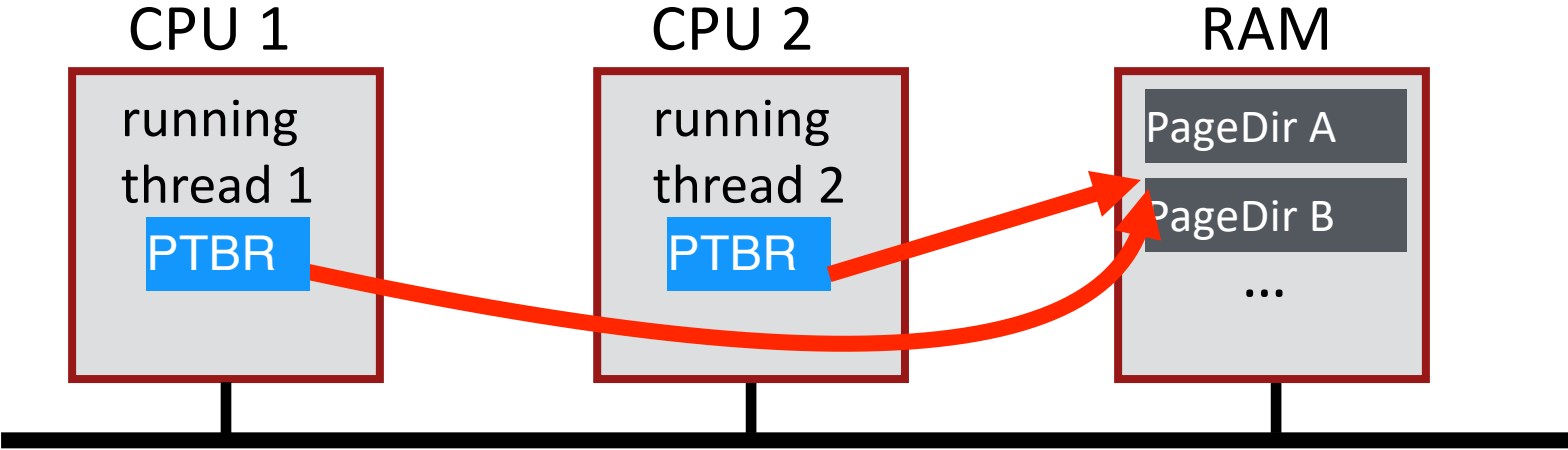 CPU 1
running
thread 1
PTBR
CPU 2
running
thread 2
PTBR
RAM
PageDir A
PageDir B
...